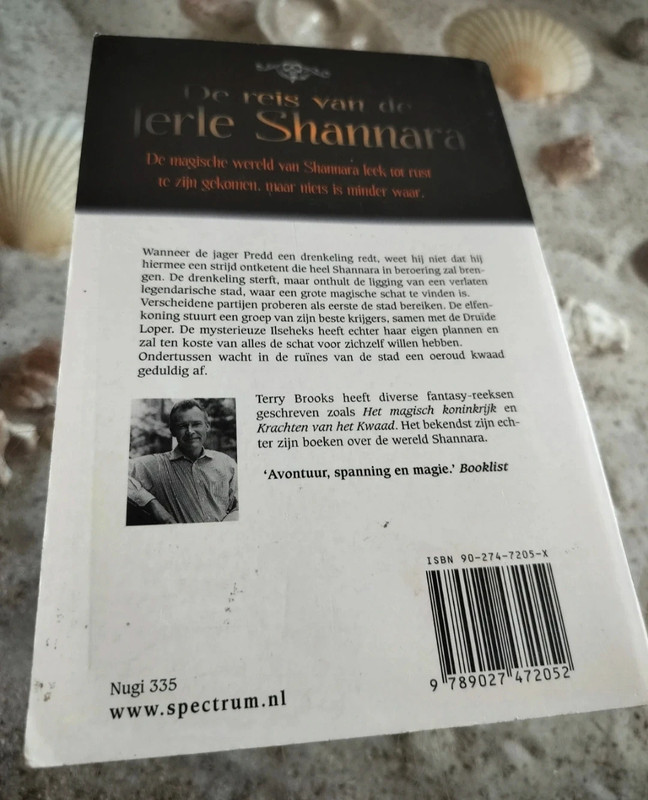 De reis van de
Jerle Shannara
De magische wereld van Shannara leek tot rust
te zijn gekomen, maar niets is minder waar.
Wanneer de jager Predd een drenkeling redt, weet hij niet dat hij
hiermee een strijd ontketent die heel Shannara in beroering zal bren-
gen. De drenkeling sterft, maar onthult de ligging van een verlaten
legendarische stad, waar een grote magische schat te vinden is.
Verscheidene partijen proberen als eerste de stad bereiken. De elfen-
koning stuurt een groep van zijn beste krijgers, samen met de Druïde
Loper. De mysterieuze Ilseheks heeft echter haar eigen plannen en
zal ten koste van alles de schat voor zichzelf willen hebben.
Ondertussen wacht in de ruïnes van de stad een oeroud kwaad
geduldig af.
Terry Brooks heeft diverse fantasy-reeksen
geschreven zoals Het magisch koninkrijk en
Krachten van het Kwaad. Het bekendst zijn ech-
ter zijn boeken over de wereld Shannara.
‘Avontuur, spanning en magie.’ Booklist
ISBN 90-274-7205-X
9 789027 472052
Nugi 335
www.spectrum.nl